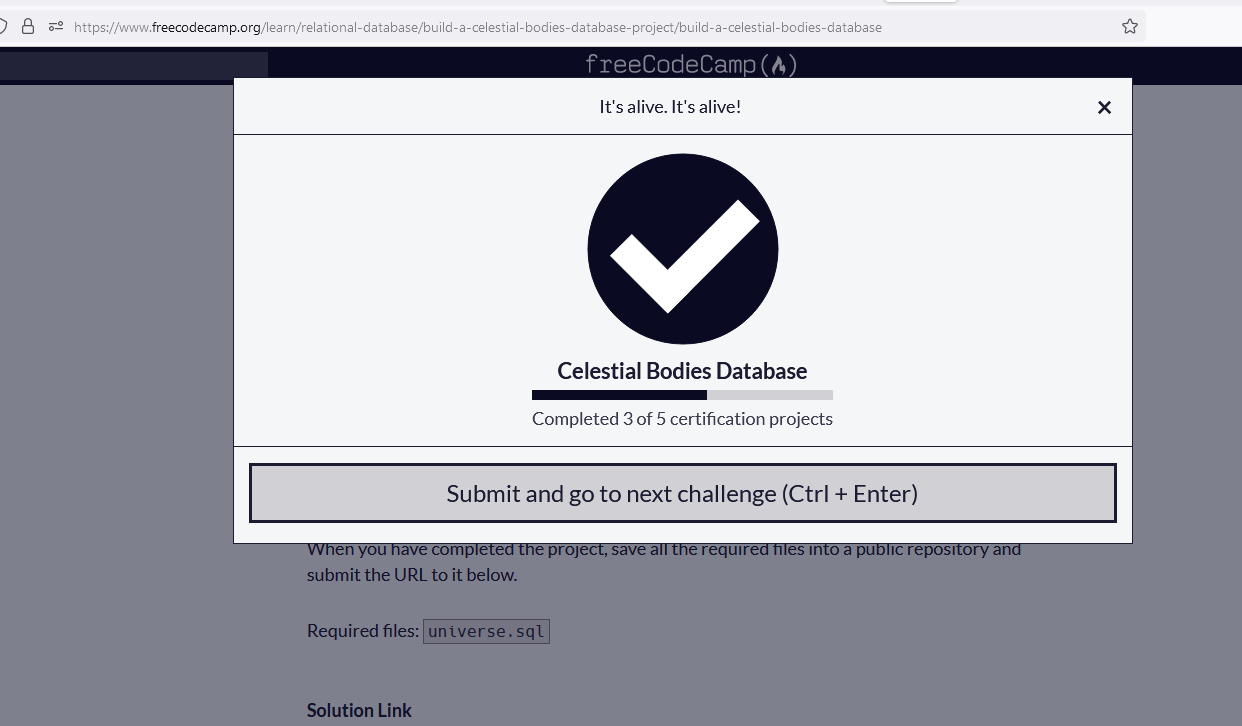 https://www.freecodecamp.org/learn/relational-database/build-a-celestial-bodies-database-project/build-a-celestial-bodies-database
freeCodeCamp(🔥)
It's alive. It's alive!
×
Celestial Bodies Database
Completed 3 of 5 certification projects
Submit and go to next challenge (Ctrl + Enter)
When you have completed the project, save all the required files into a public repository and
submit the URL to it below.
Required files: universe.sql
Solution Link